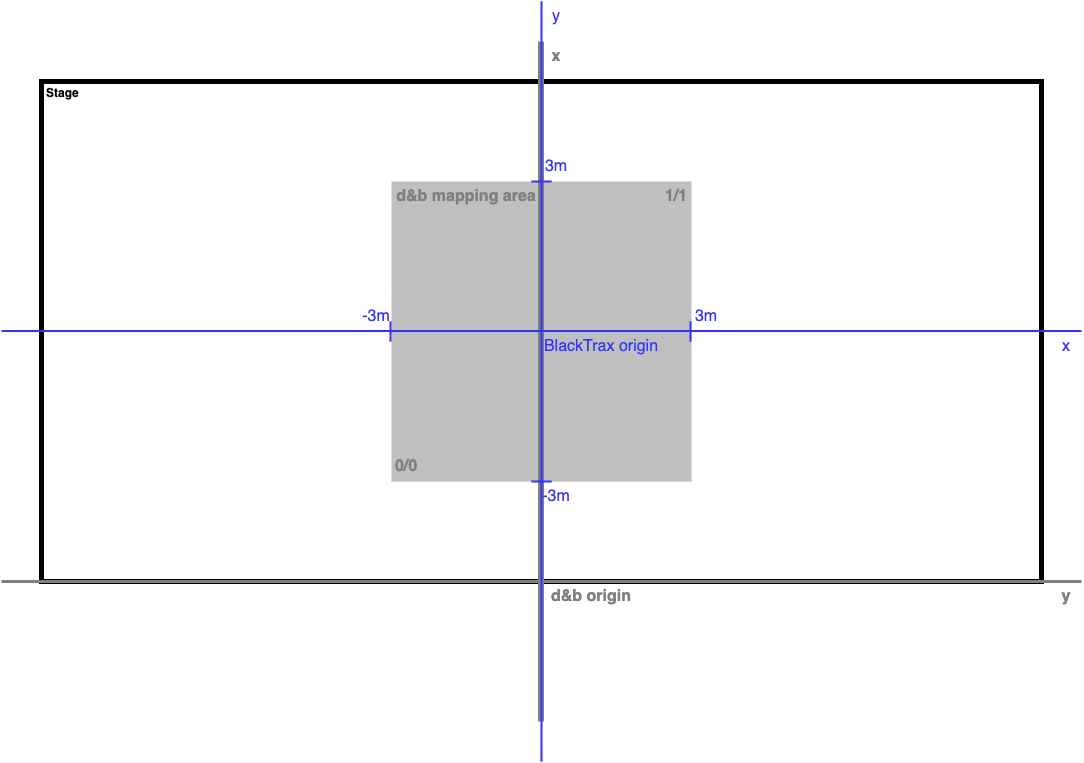 y
x
Stage
3m
d&b mapping area
1/1
-3m
3m
BlackTrax origin
x
0/0
-3m
d&b origin
y